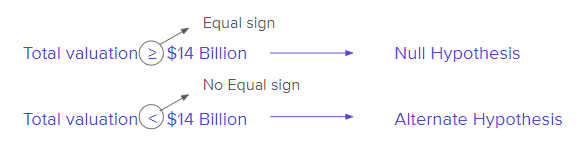 Equal sign
Total valuation ≥ $14 Billion Null Hypothesis
No Equal sign
Total valuation < $14 Billion Alternate Hypothesis